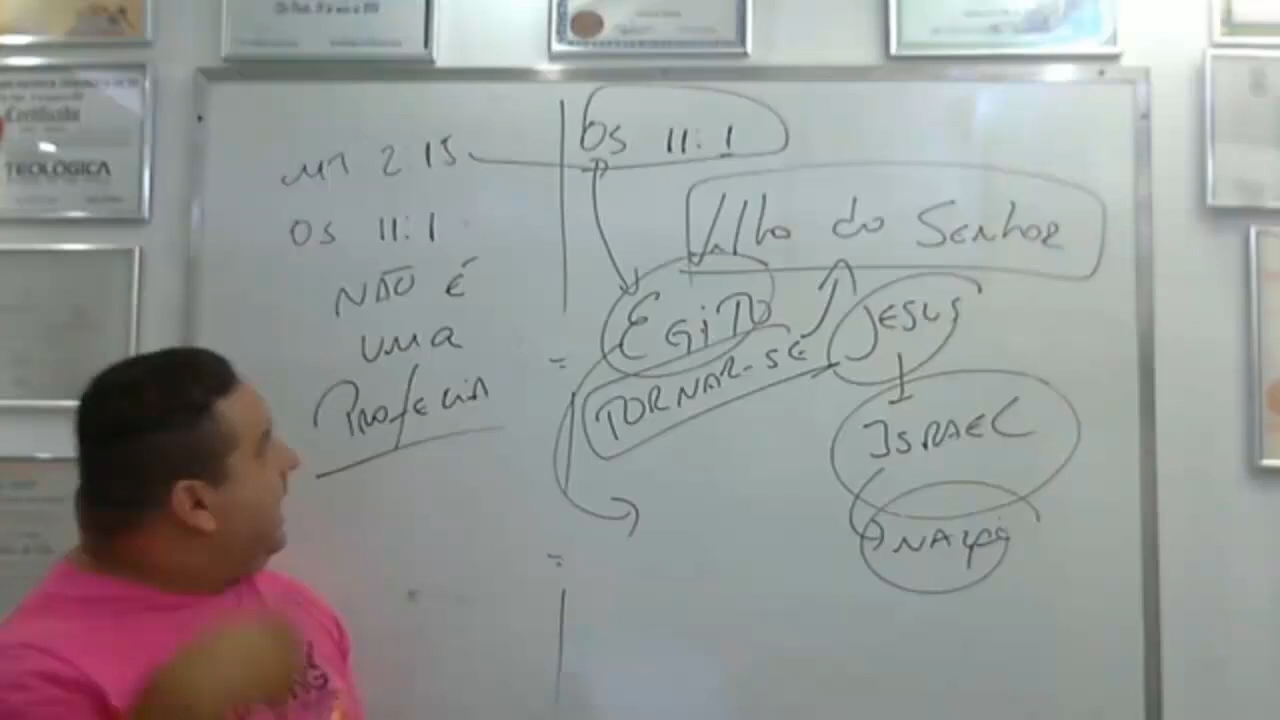 Certificado
TEOLÓGICA
MT 2 15
OS 11:1
NÃO É
UMA
PROFECIA
OS 11:1
Filho do Senhor
EGITO
TORNAR-SE
JESUS
ISRAEL
NAÇÃO